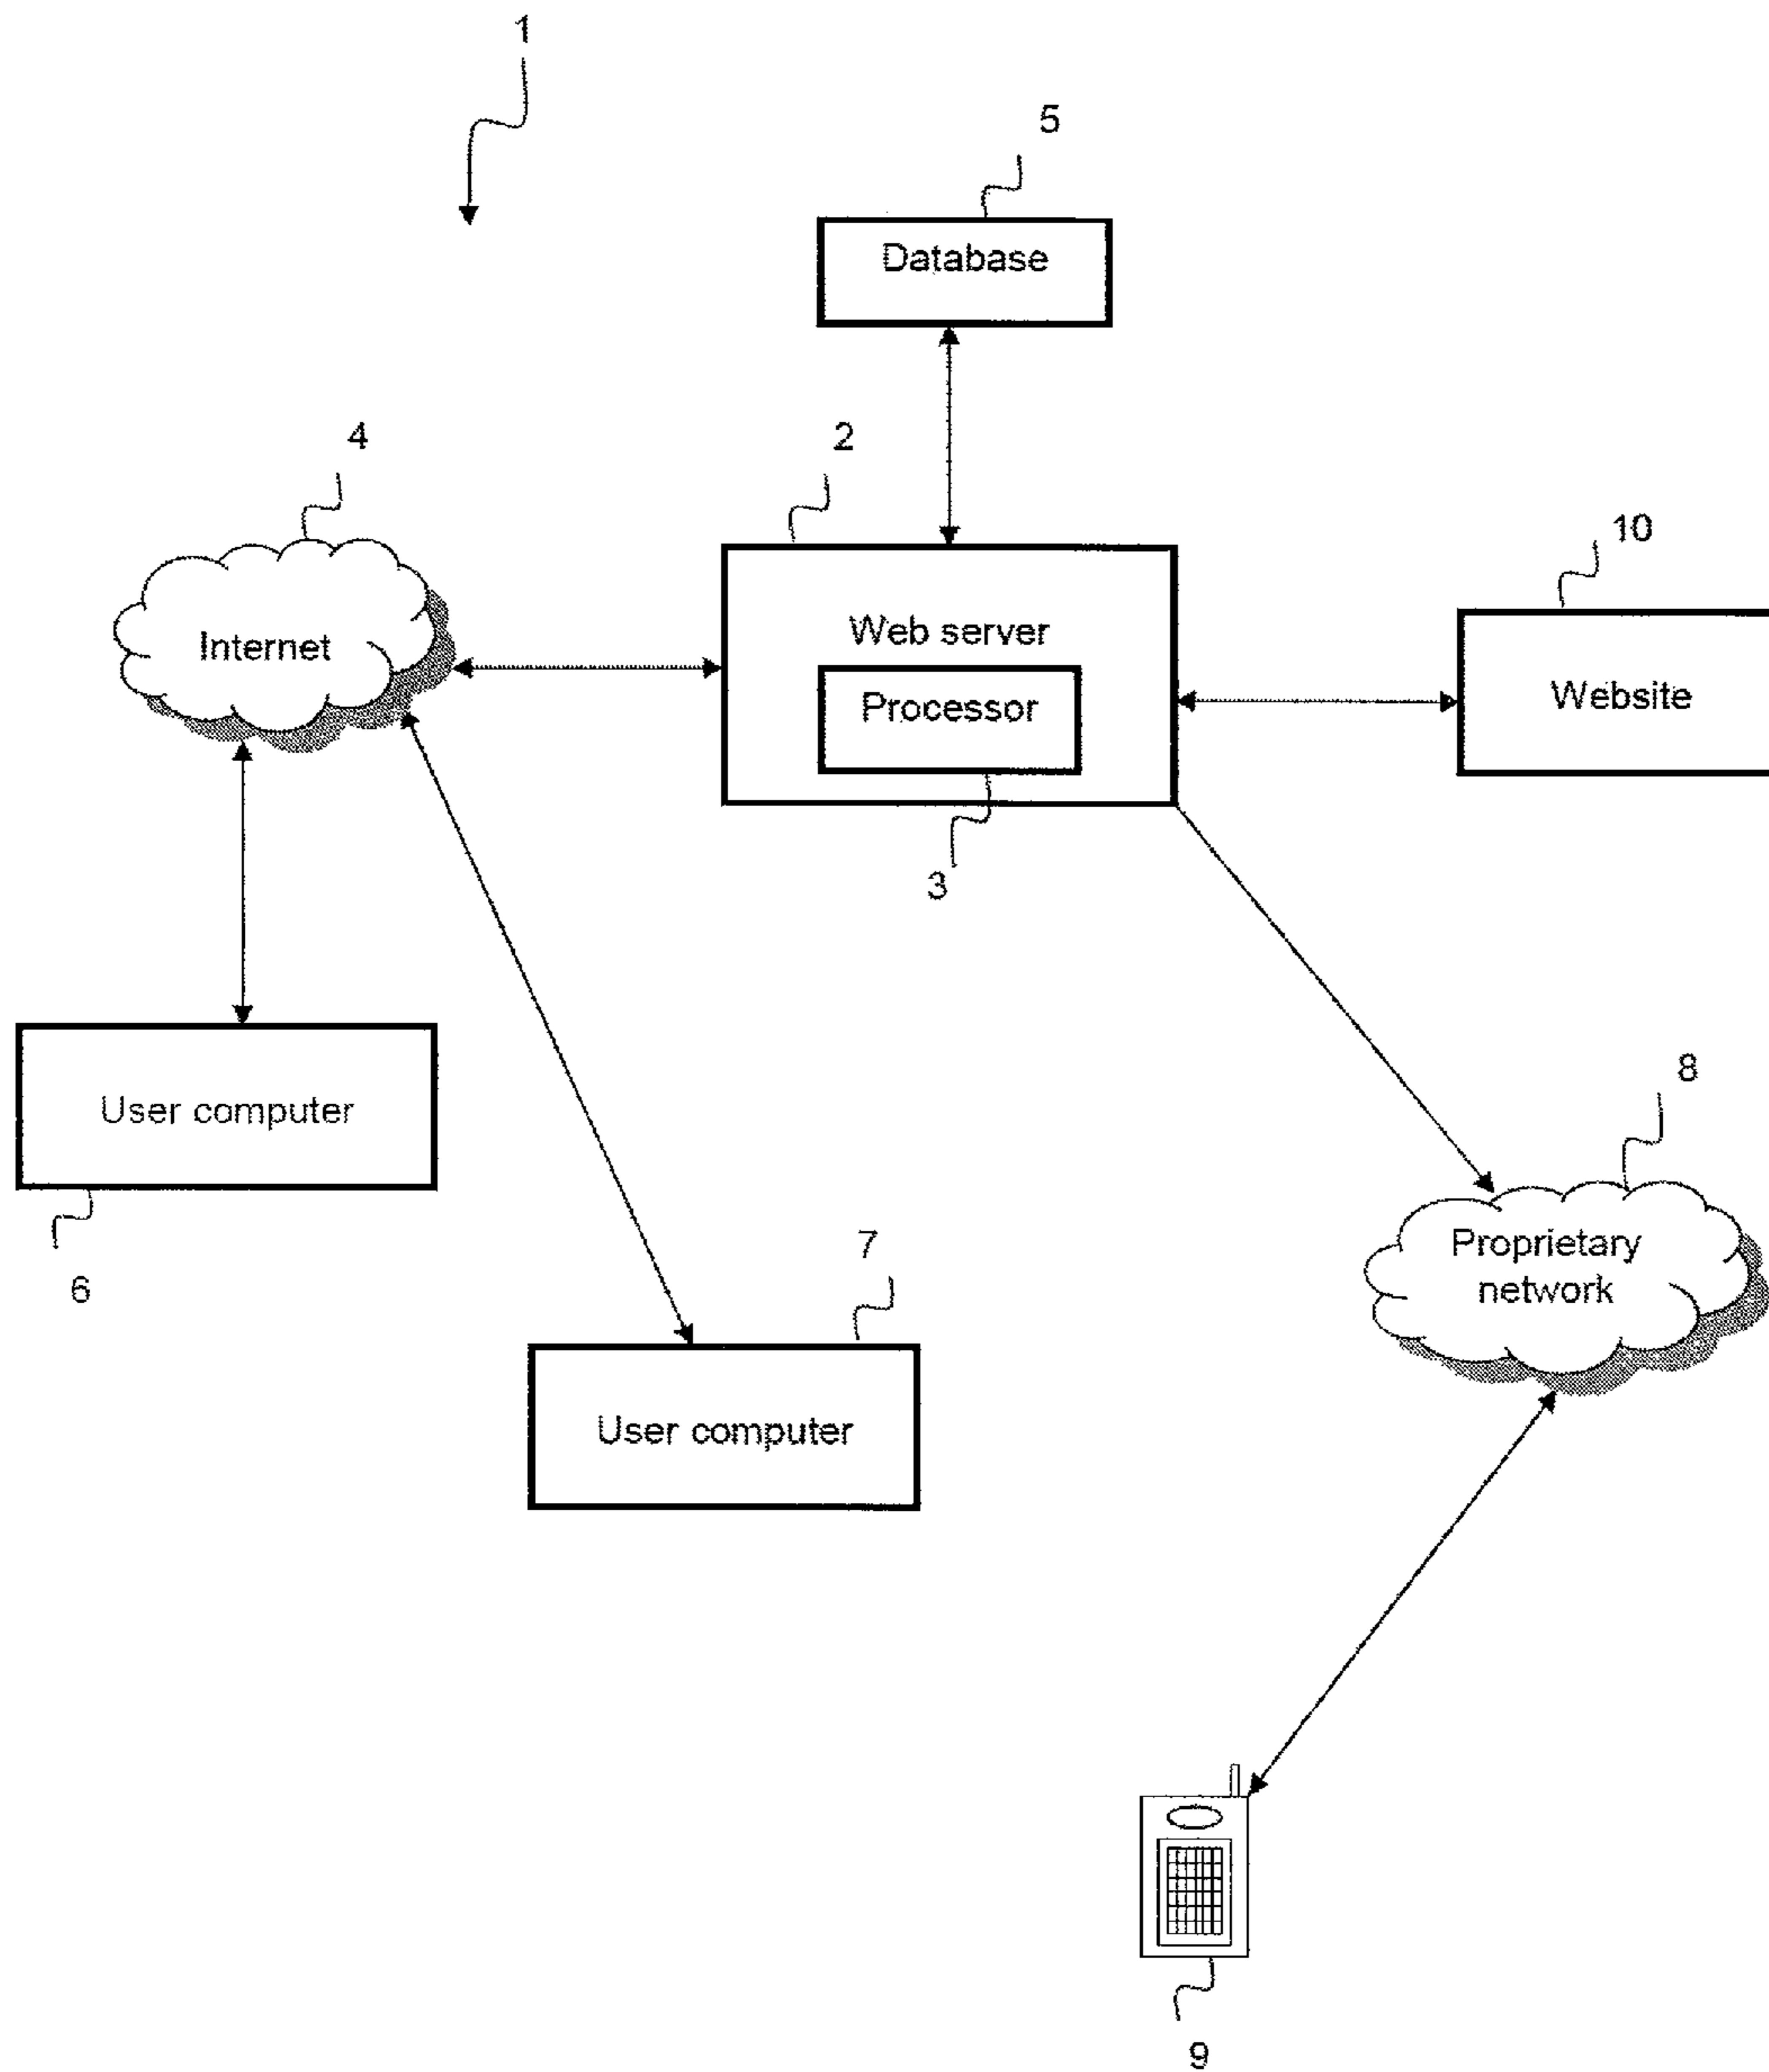 1
5
Database
4
2
10
Internet
Web server
Processor
Website
3
User computer
8
6
7
Proprietary
network
User computer
9